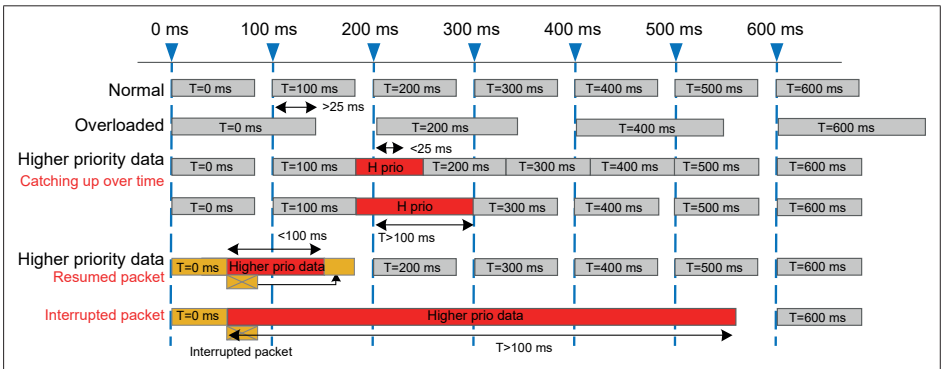 0 ms 100 ms 200 ms 300 ms 400 ms 500 ms 600 ms
Normal T=0 ms T=100 ms T=200 ms T=300 ms T=400 ms T=500 ms T=600 ms
>25 ms
Overloaded T=0 ms T=200 ms T=400 ms T=600 ms
<25 ms
Higher priority data T=0 ms T=100 ms H prio T=200 ms T=300 ms T=400 ms T=500 ms T=600 ms
Catching up over time
T=0 ms T=100 ms H prio T=300 ms T=400 ms T=500 ms T=600 ms
<100 ms T>100 ms
Higher priority data T=0 ms Higher prio data T=200 ms T=300 ms T=400 ms T=500 ms T=600 ms
Resumed packet
Interrupted packet T=0 ms Higher prio data T=600 ms
Interrupted packet T>100 ms